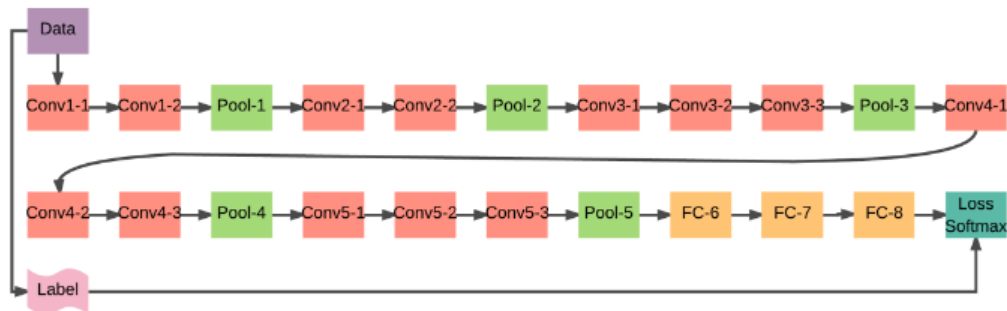 Data
Conv1-1 Conv1-2 Pool-1 Conv2-1 Conv2-2 Pool-2 Conv3-1 Conv3-2 Conv3-3 Pool-3 Conv4-1
Conv4-2 Conv4-3 Pool-4 Conv5-1 Conv5-2 Conv5-3 Pool-5 FC-6 FC-7 FC-8 Loss
Softmax
Label